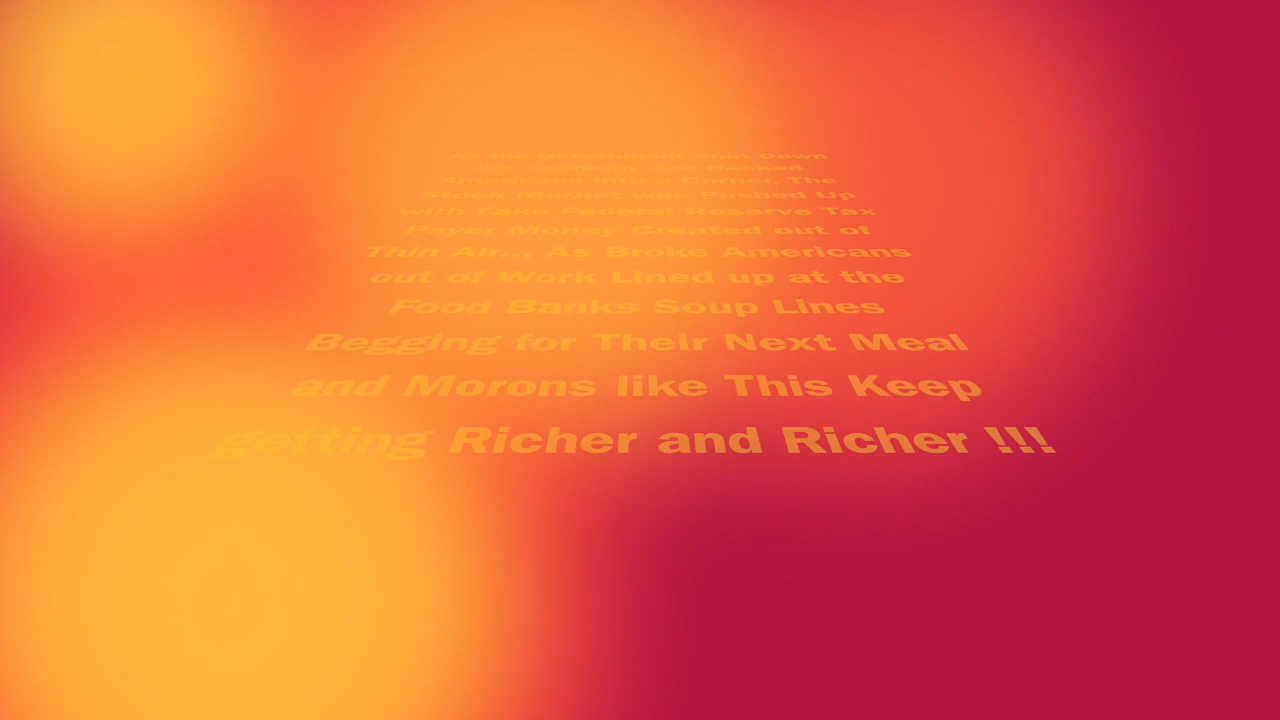 As the Government Shut Down
the Economy and Backed
Americans into a Corner, The
Stock Market was Pushed Up
with Fake Federal Reserve Tax
Payer Money Created out of
Thin Air... As Broke Americans
out of Work Lined up at the
Food Banks Soup Lines
Begging for Their Next Meal
and Morons like This Keep
getting Richer and Richer !!!